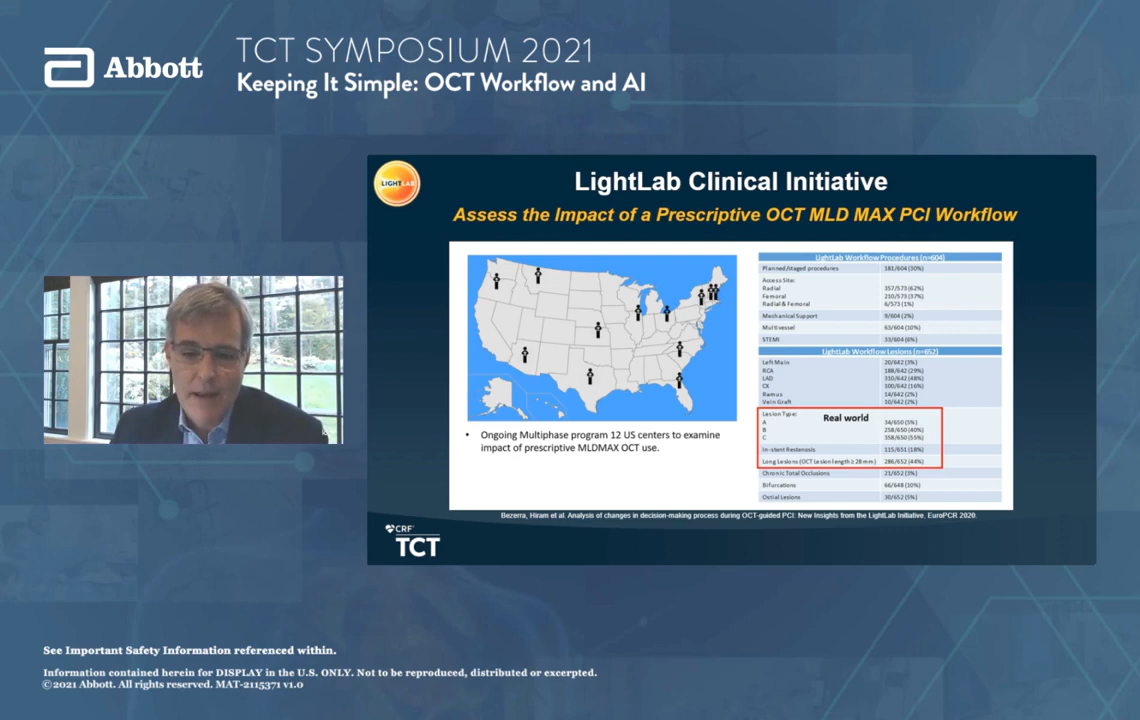 Abbott
TCT SYMPOSIUM 2021
Keeping It Simple: OCT Workflow and AI
LIGHTLAB
LightLab Clinical Initiative
Assess the Impact of a Prescriptive OCT MLD MAX PCI Workflow
• Ongoing Multiphase program 12 US centers to examine
impact of prescriptive MLDMAX OCT use.
LightLab Workflow Procedures (n=604)
Planned/staged procedures 181/604 (30%)
Access Site:
Radial 357/573 (62%)
Femoral 210/573 (37%)
Radial & Femoral 6/573 (1%)
Mechanical Support 9/604 (2%)
Multivessel 63/604 (10%)
STEMI 33/604 (6%)
LightLab Workflow Lesions (n=652)
Left Main 20/642 (3%)
RCA 188/642 (29%)
LAD 310/642 (48%)
CX 100/642 (16%)
Ramus 14/642 (2%)
Vein Graft 10/642 (2%)
Lesion Type: Real world
A 34/650 (5%)
B 258/650 (40%)
C 358/650 (55%)
In-stent Restenosis 115/651 (18%)
Long Lesions (OCT Lesion length ≥ 28 mm) 286/652 (44%)
Chronic Total Occlusions 21/652 (3%)
Bifurcations 66/648 (10%)
Ostial Lesions 30/652 (5%)
Bezerra, Hiram et al. Analysis of changes in decision-making process during OCT-guided PCI: New Insights from the LightLab Initiative. EuroPCR 2020.
CRF
TCT
See Important Safety Information referenced within.
Information contained herein for DISPLAY in the U.S. ONLY. Not to be reproduced, distributed or excerpted.
©2021 Abbott. All rights reserved. MAT-2115371 v1.0